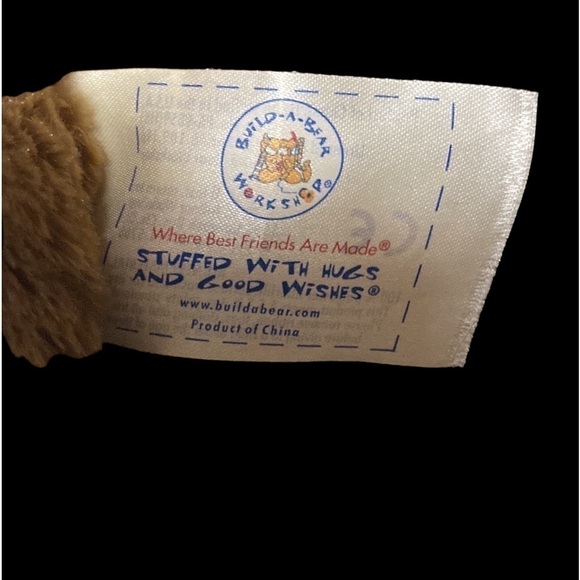 BUILD-A-BEAR
WORKSHOP®
Where Best Friends Are Made®
STUFFED WITH HUGS
AND GOOD WISHES®
www.buildabear.com
Product of China